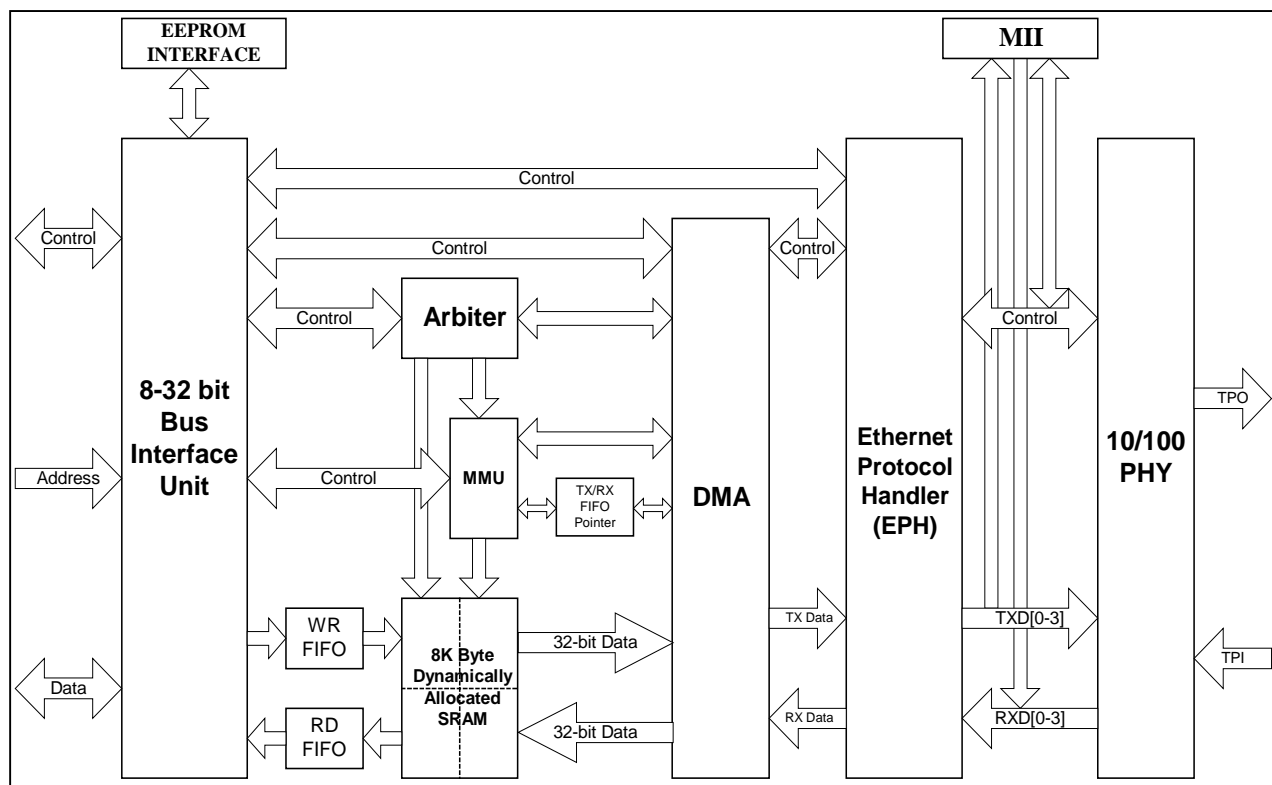 EEPROM
INTERFACE
MII
Control
Control
Control
Control
Control
Arbiter
Control
8-32 bit
Bus
Interface
Unit
TPO
Ethernet
Protocol
Handler
(EPH)
10/100
PHY
Address
Control
MMU
TX/RX
FIFO
Pointer
DMA
WR
FIFO
8K Byte
Dynamically
Allocated
SRAM
32-bit Data
TX Data
TXD[0-3]
TPI
Data
RD
FIFO
32-bit Data
RX Data
RXD[0-3]